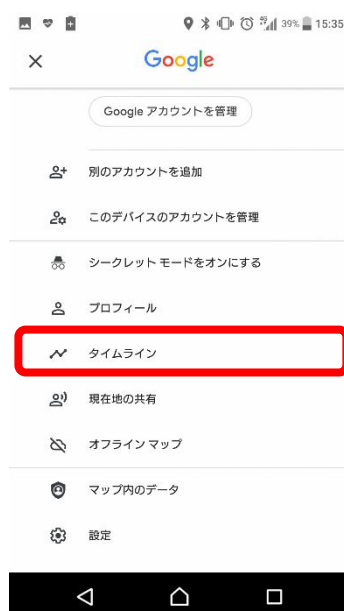 39% 15:35
Google
Google アカウントを管理
別のアカウントを追加
このデバイスのアカウントを管理
シークレット モードをオンにする
プロフィール
タイムライン
現在地の共有
オフライン マップ
マップ内のデータ
設定